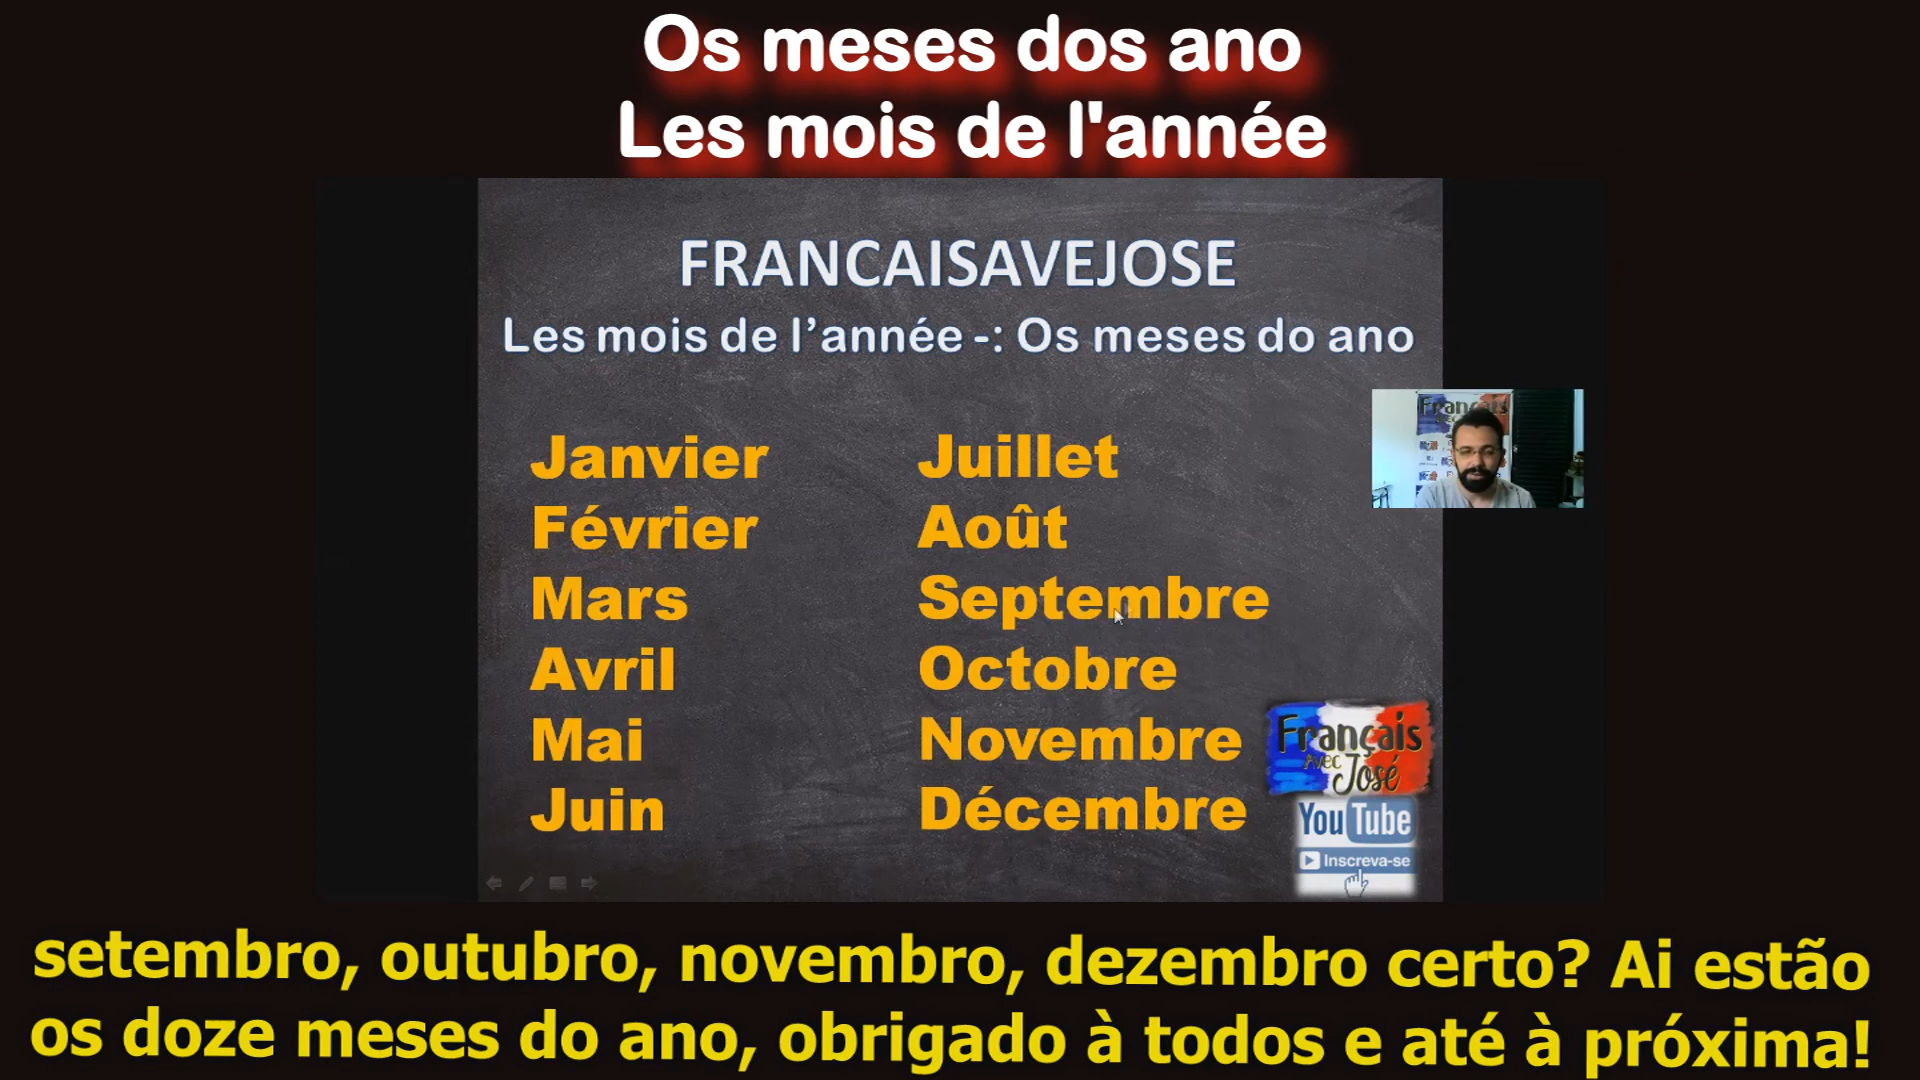 Os meses dos ano
Les mois de l'année
FRANCAISAVEJOSE
Les mois de l’année -: Os meses do ano
Janvier
Février
Mars
Avril
Mai
Juin
Juillet
Août
Septembre
Octobre
Novembre
Décembre
Français
Français
Avec
José
YouTube
Inscreva-se
setembro, outubro, novembro, dezembro certo? Ai estão
os doze meses do ano, obrigado à todos e até à próxima!